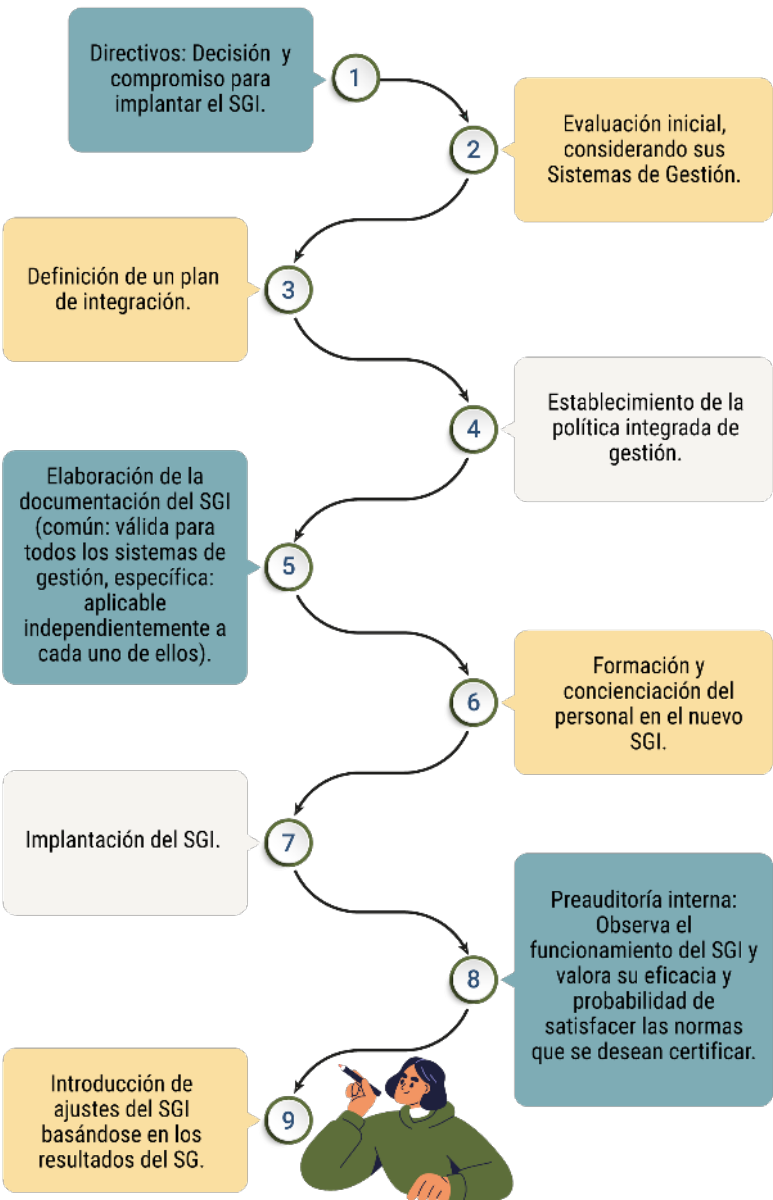 Directivos: Decisión y
compromiso para
implantar el SGI.
1
2
Evaluación inicial,
considerando sus
Sistemas de Gestión.
Definición de un plan
de integración.
3
4
Establecimiento de la
política integrada de
gestión.
Elaboración de la
documentación del SGI
(común: válida para
todos los sistemas de
gestión, específica:
aplicable
independientemente a
cada uno de ellos).
5
6
Formación y
concienciación del
personal en el nuevo
SGI.
Implantación del SGI.
7
8
Preauditoría interna:
Observa el
funcionamiento del SGI y
valora su eficacia y
probabilidad de
satisfacer las normas
que se desean certificar.
Introducción de
ajustes del SGI
basándose en los
resultados del SG.
9